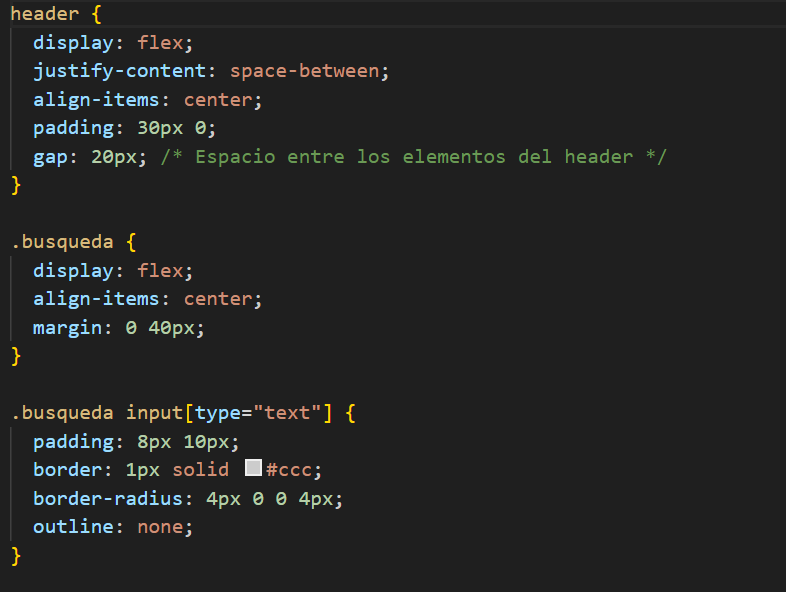 header {
  display: flex;
  justify-content: space-between;
  align-items: center;
  padding: 30px 0;
  gap: 20px; /* Espacio entre los elementos del header */
}

.busqueda {
  display: flex;
  align-items: center;
  margin: 0 40px;
}

.busqueda input[type="text"] {
  padding: 8px 10px;
  border: 1px solid #ccc;
  border-radius: 4px 0 0 4px;
  outline: none;
}